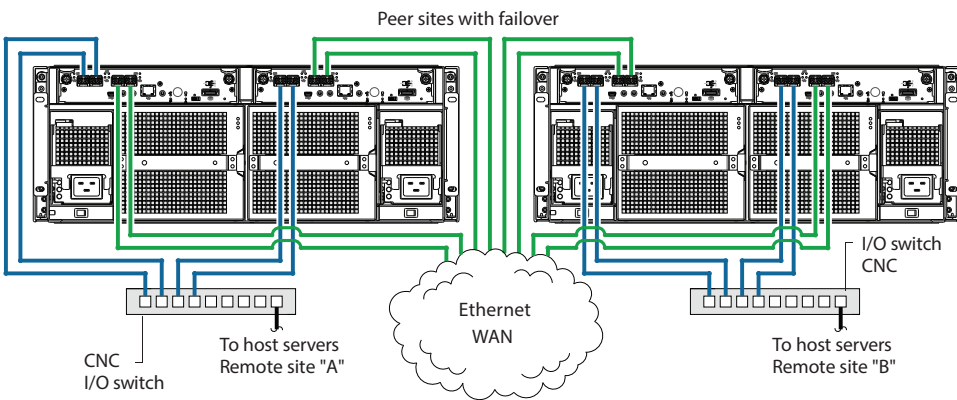 Peer sites with failover
Ethernet
WAN
CNC
I/O switch
To host servers
Remote site "A"
I/O switch
CNC
To host servers
Remote site "B"